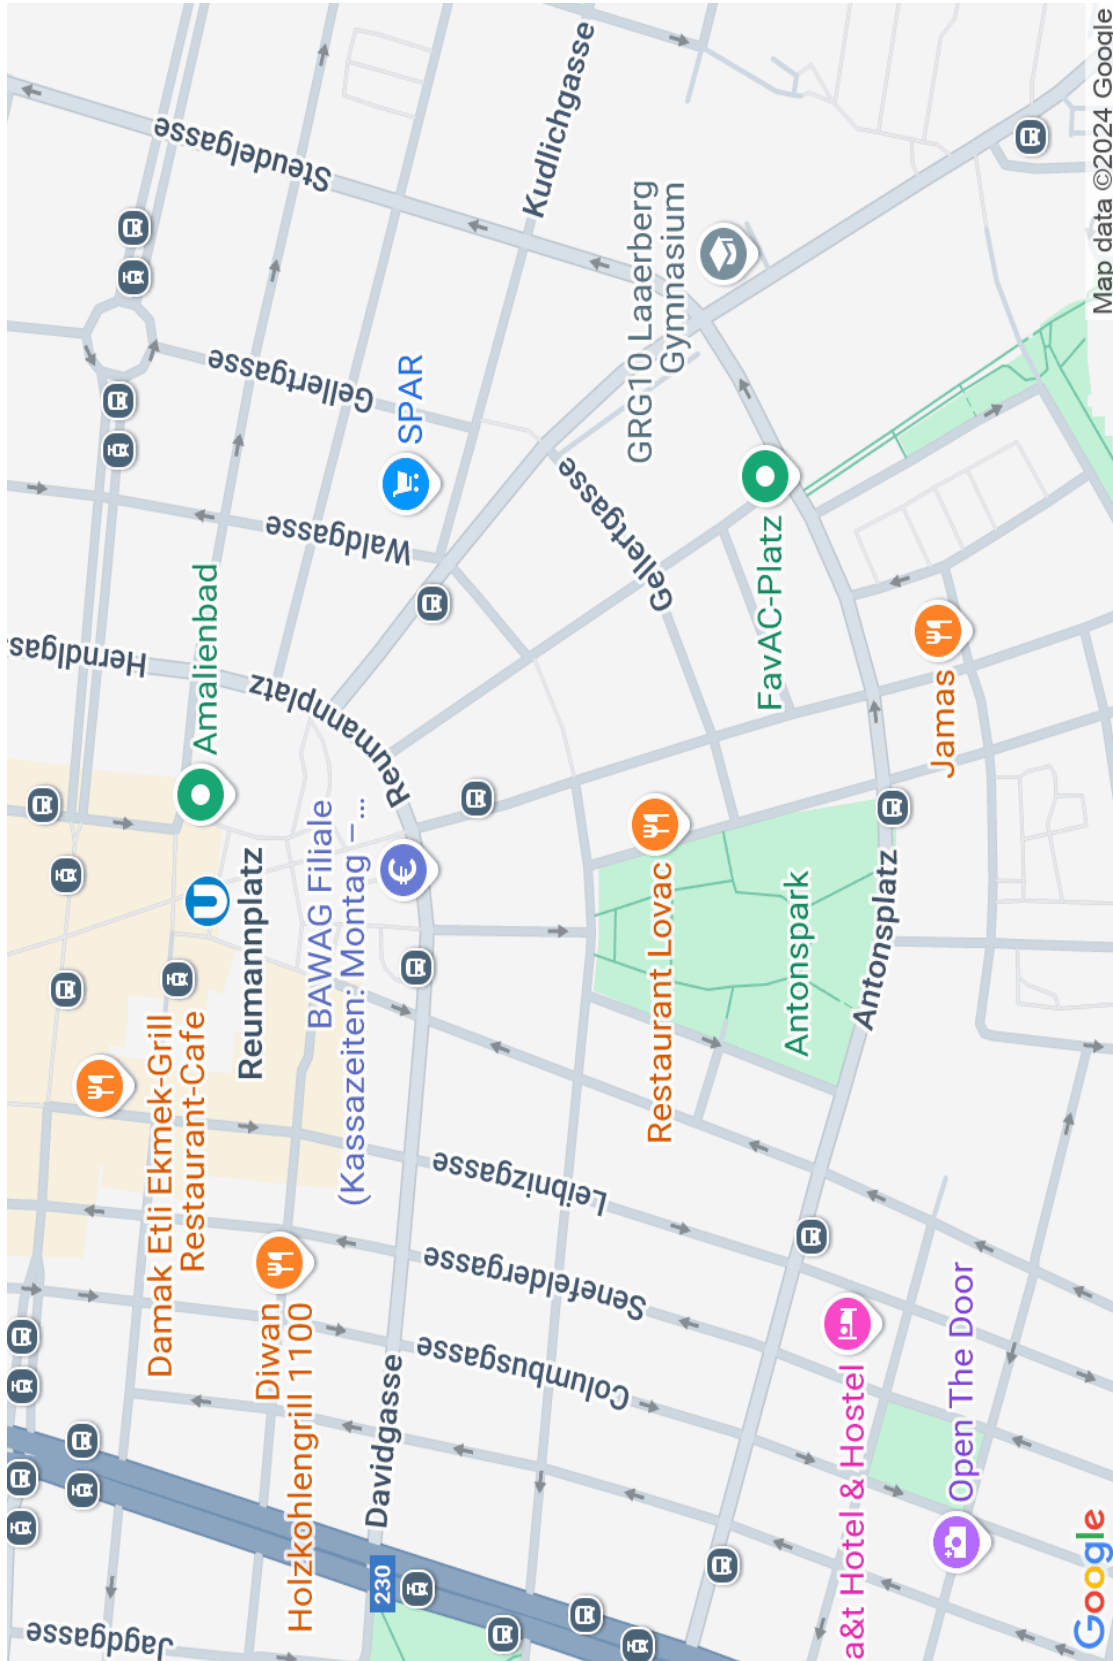 Jagdgasse
Damak Etli Ekmek-Grill
Restaurant-Cafe
Reumannplatz
Amalienbad
Herndlgas
Steudelgasse
Gellertgasse
Waldgasse
SPAR
Kudlichgasse
Diwan
Holzkohlengrill 1100
BAWAG Filiale
(Kassazeiten: Montag – ...
Reumannplatz
230
Davidgasse
Leibnizgasse
Senefeldergasse
Columbusgasse
Gellertgasse
GRG10 Laaerberg
Gymnasium
Restaurant Lovac
FavAC-Platz
Antonspark
Antonsplatz
Jamas
a&t Hotel & Hostel
Open The Door
Google
Map data ©2024 Google